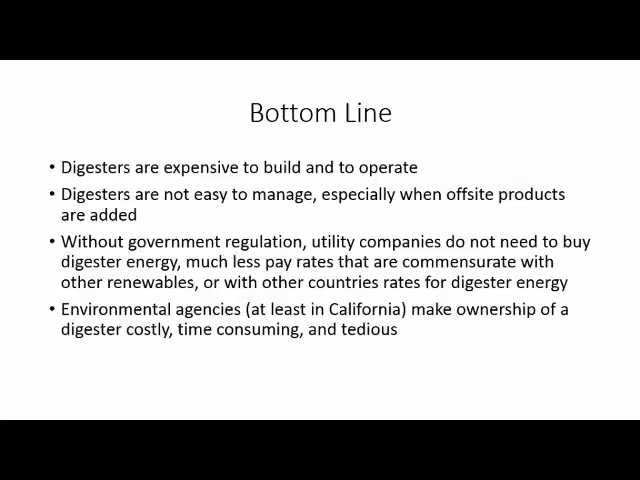 Bottom Line
• Digesters are expensive to build and to operate
• Digesters are not easy to manage, especially when offsite products
are added
• Without government regulation, utility companies do not need to buy
digester energy, much less pay rates that are commensurate with
other renewables, or with other countries rates for digester energy
• Environmental agencies (at least in California) make ownership of a
digester costly, time consuming, and tedious